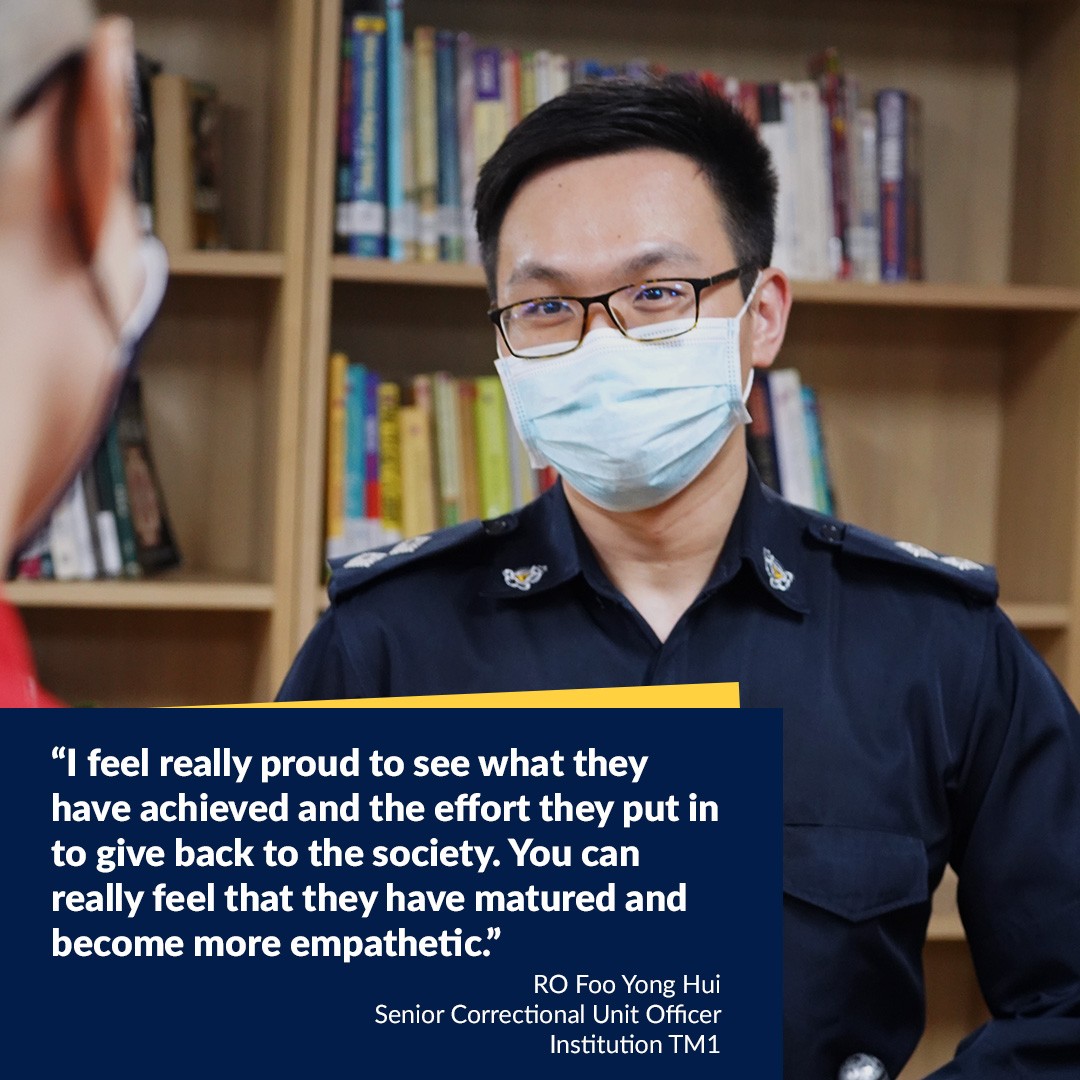 “I feel really proud to see what they
have achieved and the effort they put in
to give back to the society. You can
really feel that they have matured and
become more empathetic.”
RO Foo Yong Hui
Senior Correctional Unit Officer
Institution TM1